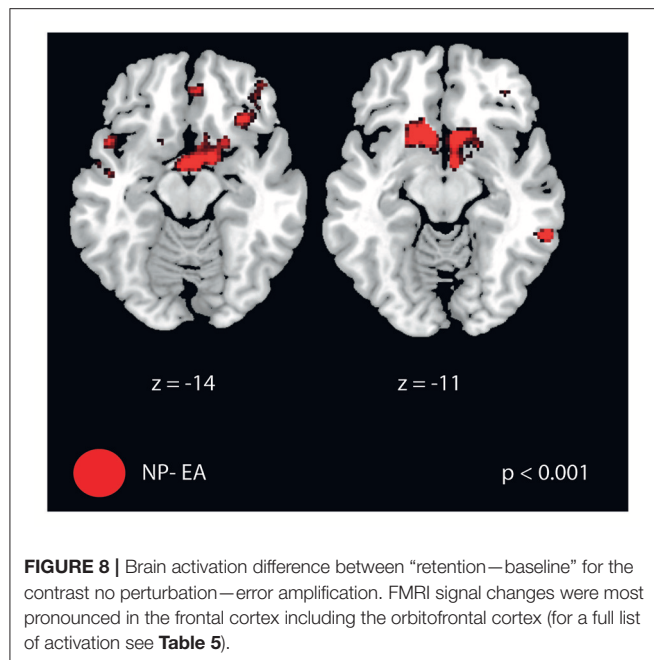 z = -14
z = -11
NP- EA
p < 0.001
FIGURE 8 | Brain activation difference between “retention—baseline” for the
contrast no perturbation—error amplification. FMRI signal changes were most
pronounced in the frontal cortex including the orbitofrontal cortex (for a full list
of activation see Table 5).